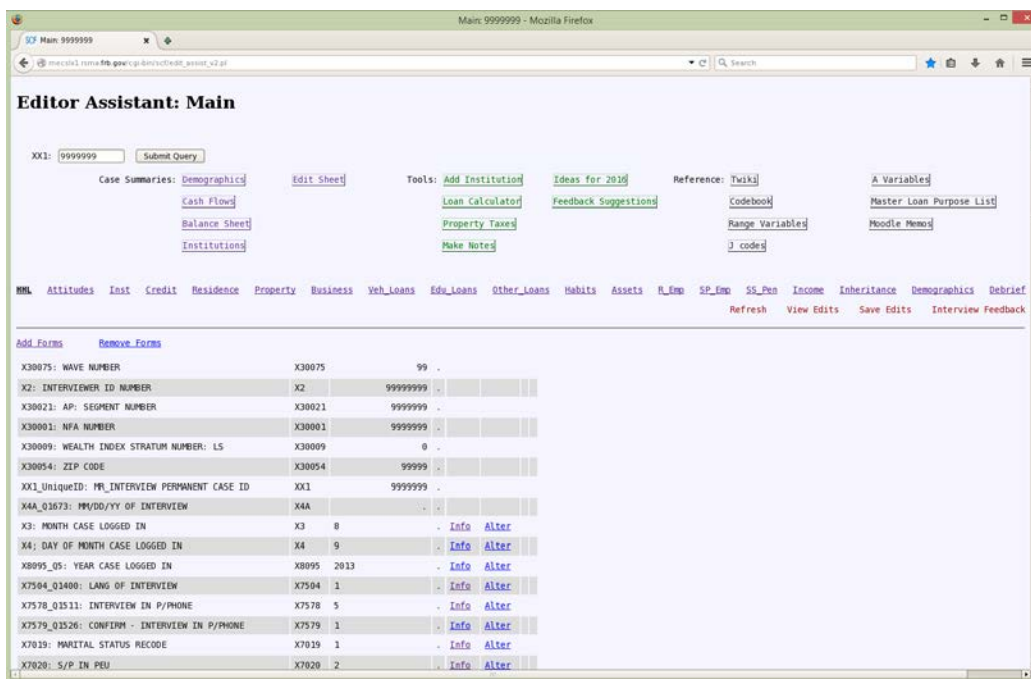 Main: 9999999 - Mozilla Firefox
SCF Main: 9999999
Search
Editor Assistant: Main
XX1: 9999999 Submit Query
Case Summaries: Demographics Edit Sheet Tools: Add Institution Ideas for 2016 Reference: Twiki A Variables
Cash Flows Loan Calculator Feedback Suggestions Codebook Master Loan Purpose List
Balance Sheet Property Taxes Range Variables Moodle Memos
Institutions Make Notes J codes
HHL Attitudes Inst Credit Residence Property Business Veh_Loans Edu_Loans Other_Loans Habits Assets R_Emp SP_Emp SS_Pen Income Inheritance Demographics Debrief
Refresh View Edits Save Edits Interview Feedback
Add Forms Remove Forms
X30075: WAVE NUMBER X30075 99 .
X2: INTERVIEWER ID NUMBER X2 99999999 .
X30021: AP: SEGMENT NUMBER X30021 9999999 .
X30001: NFA NUMBER X30001 9999999 .
X30009: WEALTH INDEX STRATUM NUMBER: LS X30009 0 .
X30054: ZIP CODE X30054 99999 .
XX1_UniqueID: MR_INTERVIEW PERMANENT CASE ID XX1 9999999 .
X4A_Q1673: MM/DD/YY OF INTERVIEW X4A . .
X3: MONTH CASE LOGGED IN X3 8 . Info Alter
X4; DAY OF MONTH CASE LOGGED IN X4 9 . Info Alter
X8095_Q5: YEAR CASE LOGGED IN X8095 2013 . Info Alter
X7504_Q1400: LANG OF INTERVIEW X7504 1 . Info Alter
X7578_Q1511: INTERVIEW IN P/PHONE X7578 5 . Info Alter
X7579_Q1526: CONFIRM - INTERVIEW IN P/PHONE X7579 1 . Info Alter
X7019: MARITAL STATUS RECODE X7019 1 . Info Alter
X7020: S/P IN PEU X7020 2 . Info Alter